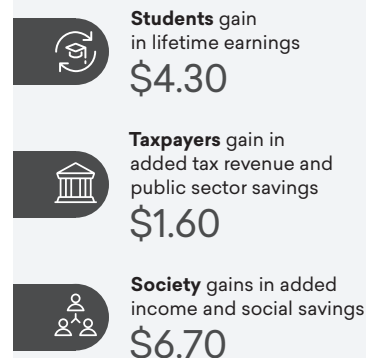 Students gain
in lifetime earnings
$4.30
Taxpayers gain in
added tax revenue and
public sector savings
$1.60
Society gains in added
income and social savings
$6.70